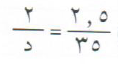 ٢/د = ٢,٥/٣٥